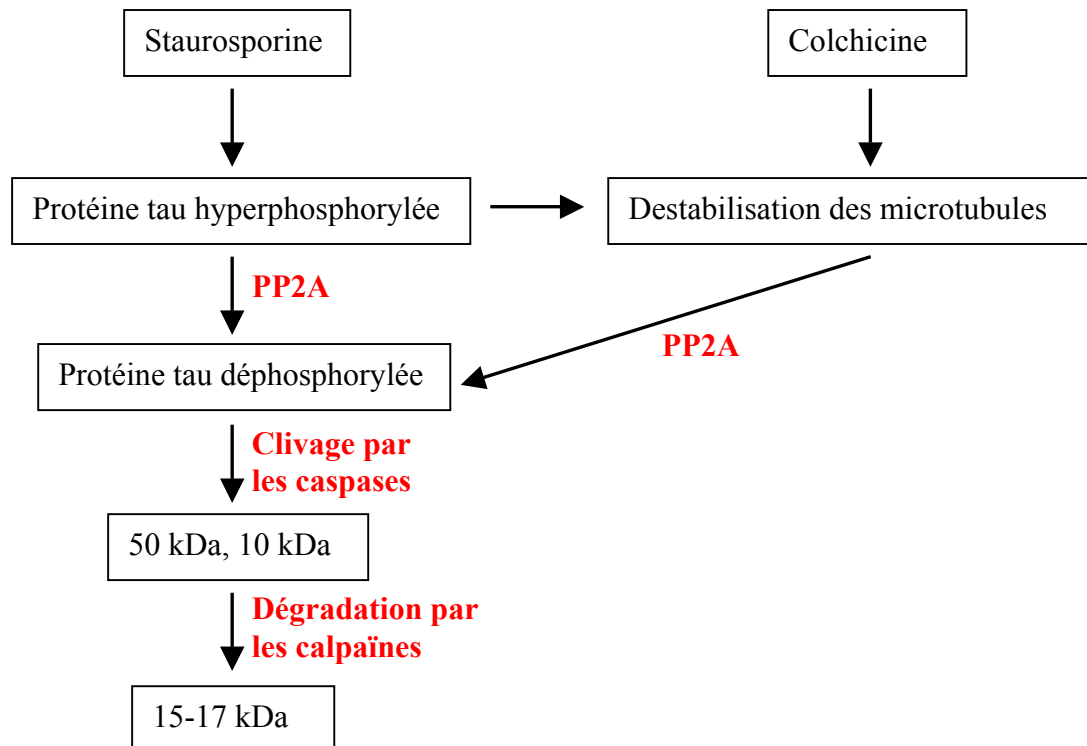 Staurosporine
Colchicine
Protéine tau hyperphosphorylée
Destabilisation des microtubules
PP2A
PP2A
Protéine tau déphosphorylée
Clivage par
les caspases
50 kDa, 10 kDa
Dégradation par
les calpaïnes
15-17 kDa